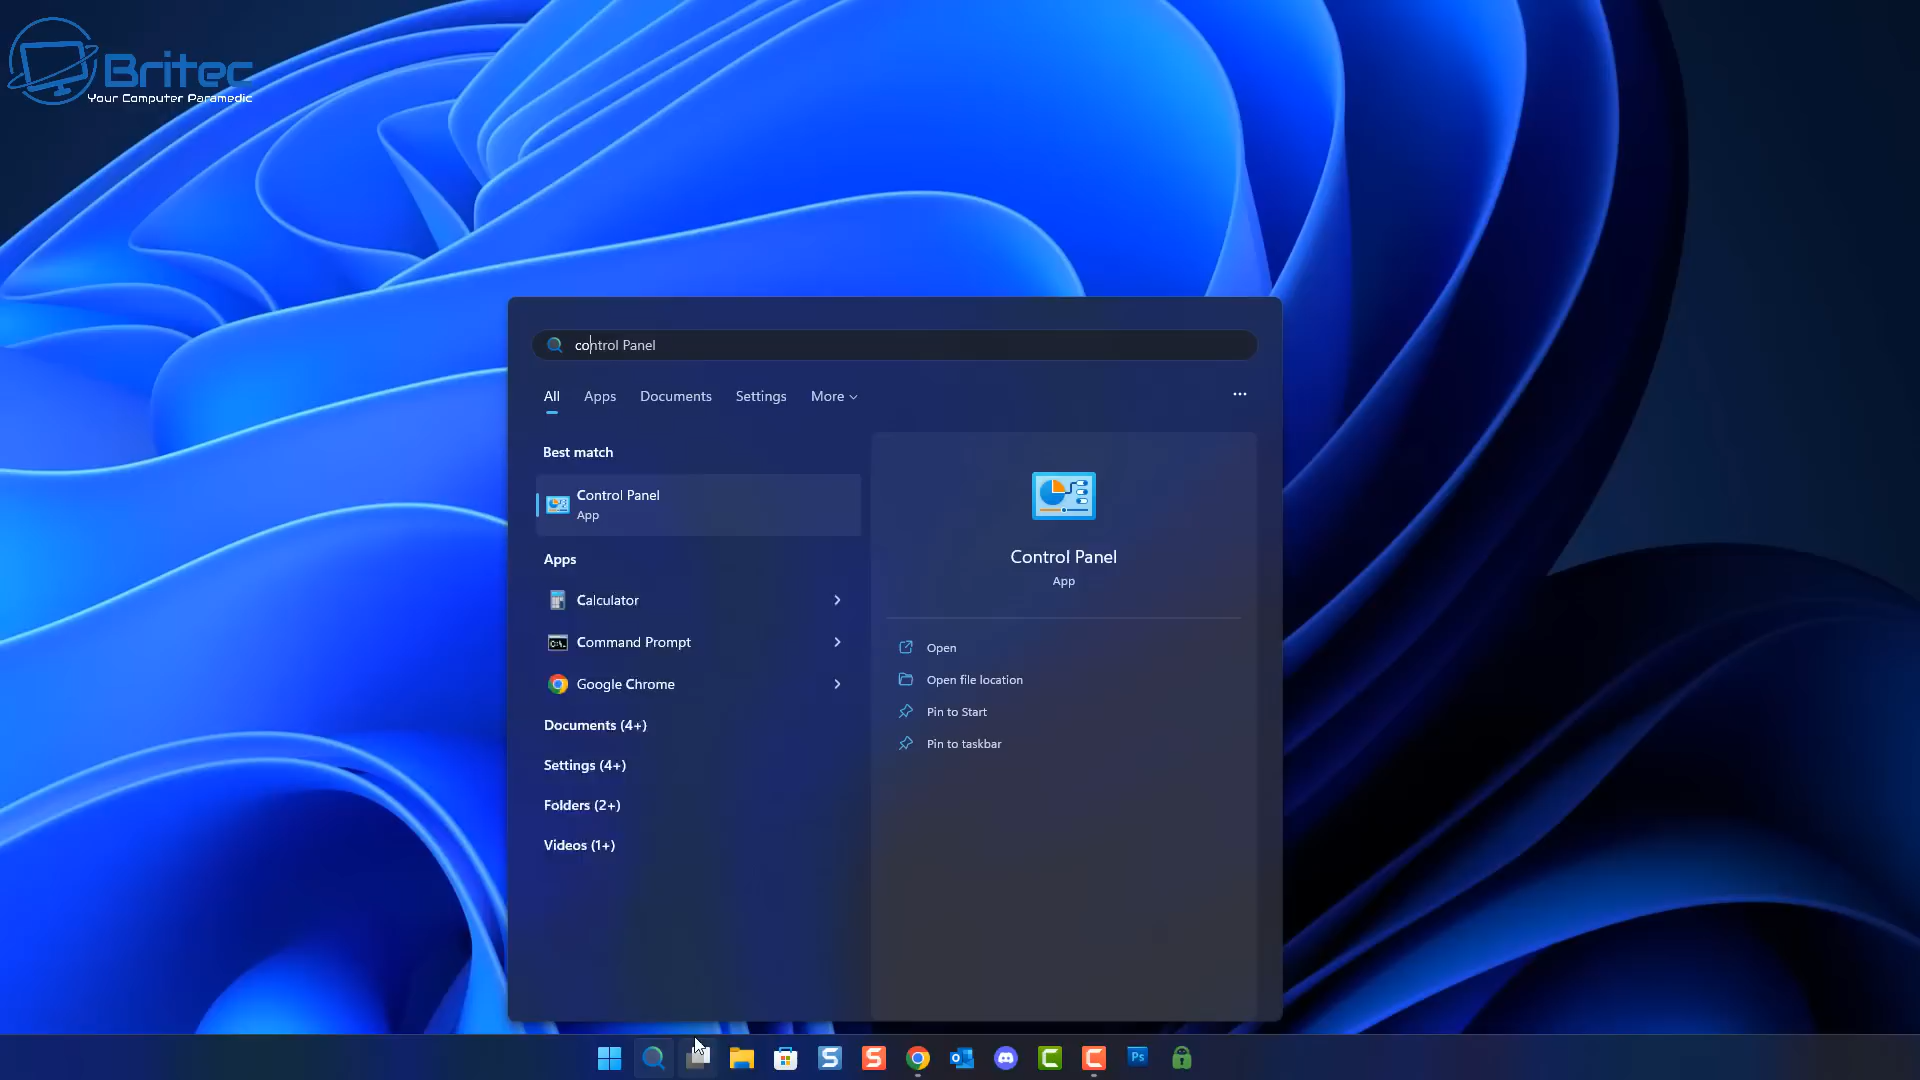 Britec
Your Computer Paramedic
control Panel
All Apps Documents Settings More
Best match
Control Panel
App
Apps
Calculator
Command Prompt
Google Chrome
Documents (4+)
Settings (4+)
Folders (2+)
Videos (1+)
Control Panel
App
Open
Open file location
Pin to Start
Pin to taskbar
S S C C Ps